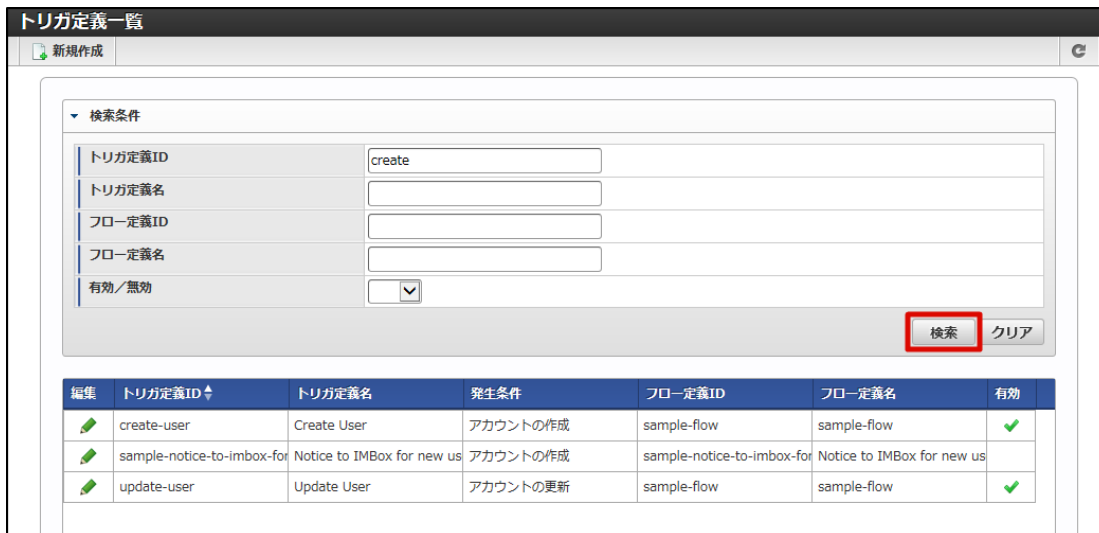 トリガ定義一覧
新規作成
検索条件
トリガ定義ID create
トリガ定義名
フロー定義ID
フロー定義名
有効／無効
検索 クリア
編集 トリガ定義ID トリガ定義名 発生条件 フロー定義ID フロー定義名 有効
create-user Create User アカウントの作成 sample-flow sample-flow
sample-notice-to-imbox-for Notice to IMBox for new us アカウントの作成 sample-notice-to-imbox-for Notice to IMBox for new us
update-user Update User アカウントの更新 sample-flow sample-flow